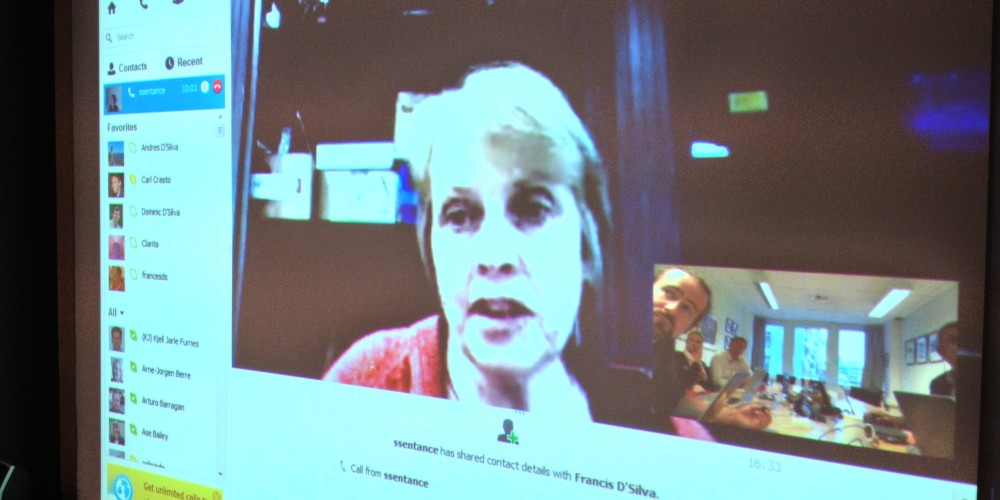 Search
Contacts
Recent
ssentance
Favorites
Andres D'Silva
Carl Crasto
Dominic D'Silva
Clarita
francesds
All
(KJ) Kjell Jarle Furnes
Arne-Jorgen Berre
Arturo Barragan
Ase Bailey
Get unlimited calls
ssentance has shared contact details with Francis D'Silva.
16:33
Call from ssentance